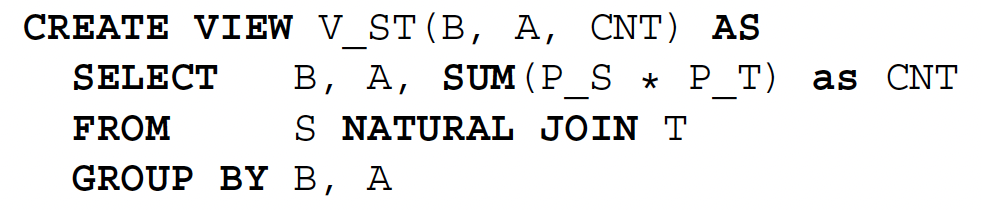 CREATE VIEW V_ST(B, A, CNT) AS
SELECT B, A, SUM(P_S * P_T) as CNT
FROM S NATURAL JOIN T
GROUP BY B, A